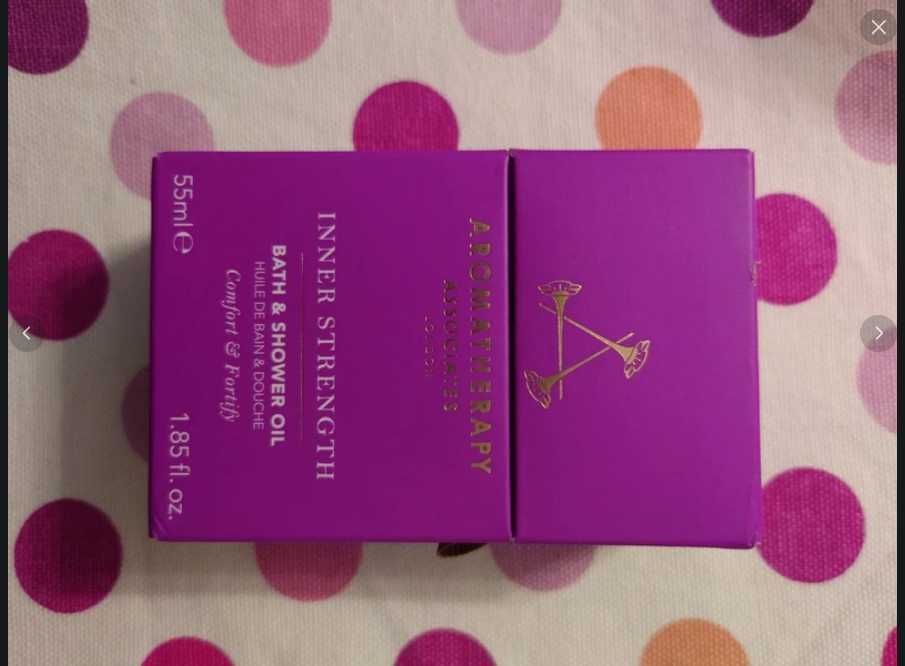 AROMATHERAPY
ASSOCIATES
LONDON
INNER STRENGTH
BATH & SHOWER OIL
HUILE DE BAIN & DOUCHE
Comfort & Fortify
55ml ℮ 1.85 fl. oz.